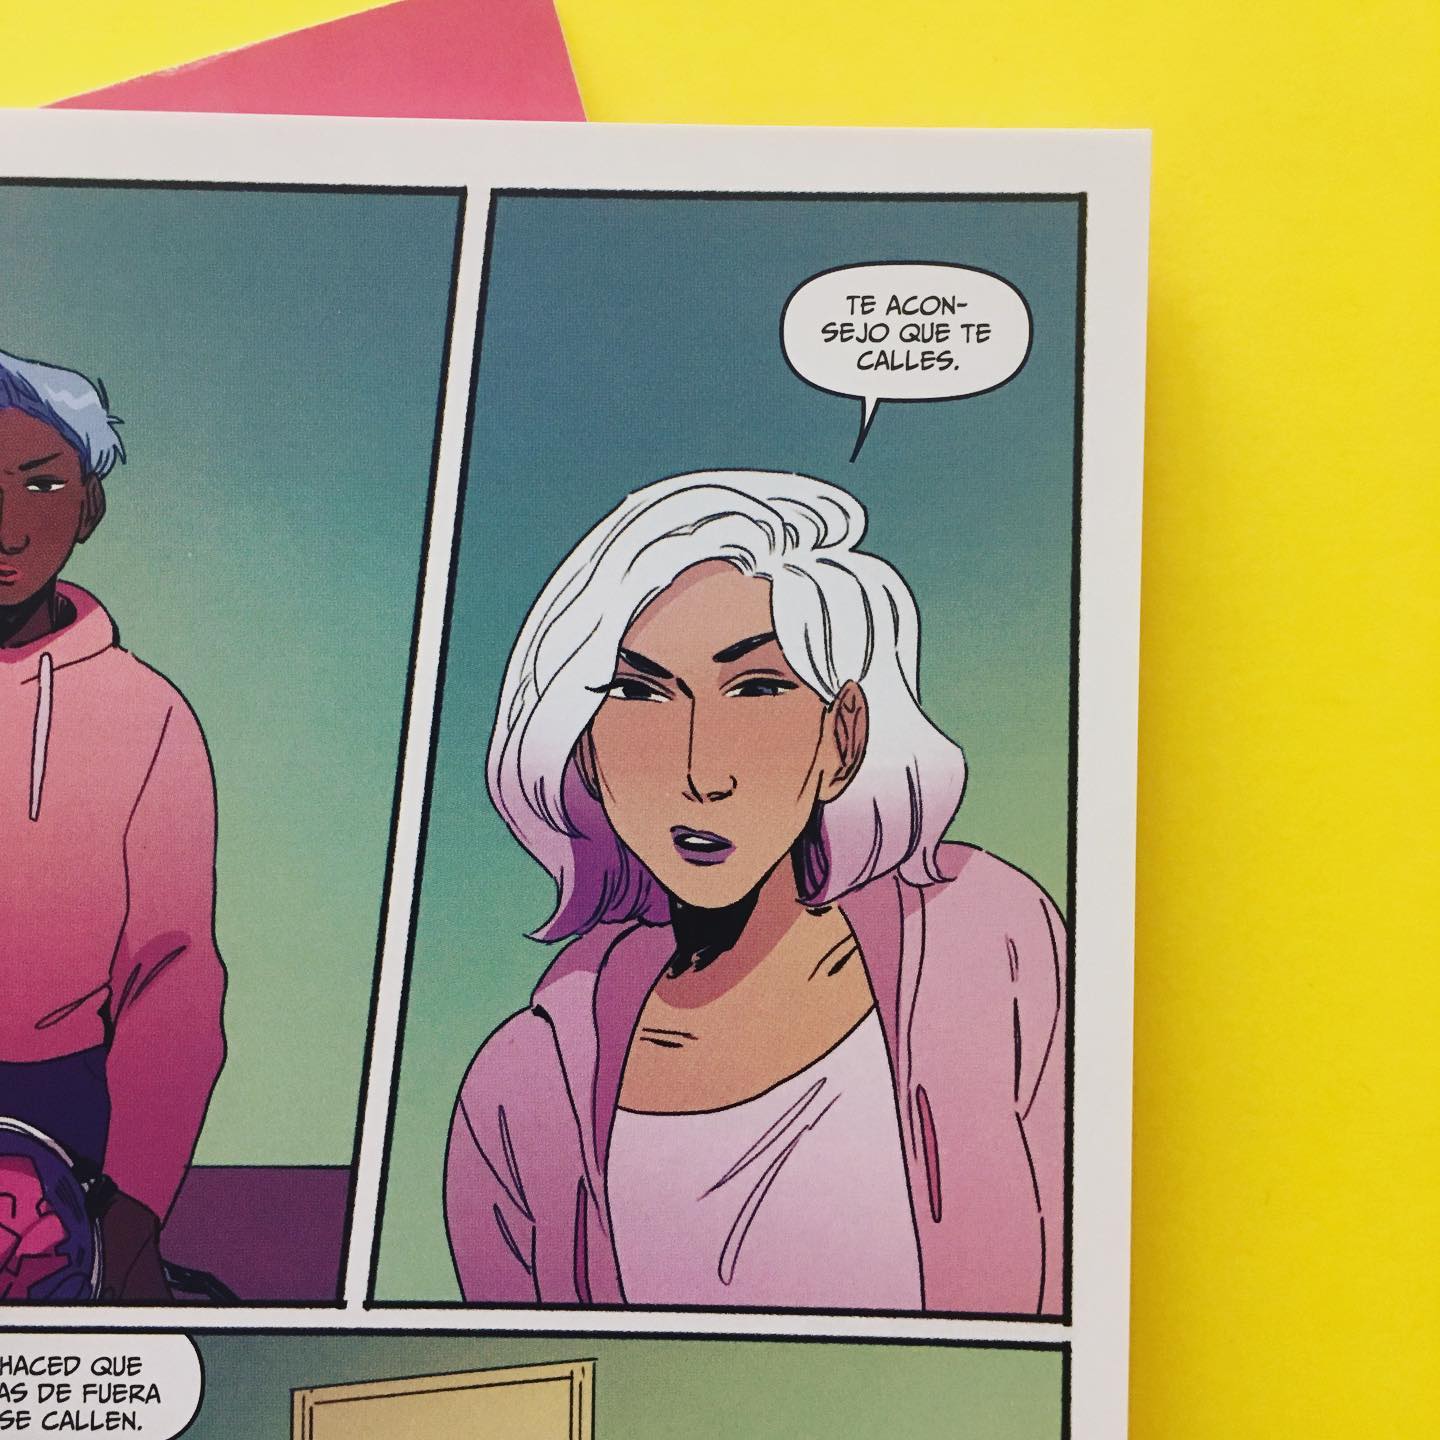 TE ACON-
SEJO QUE TE
CALLES.
HACED QUE
AS DE FUERA
SE CALLEN.